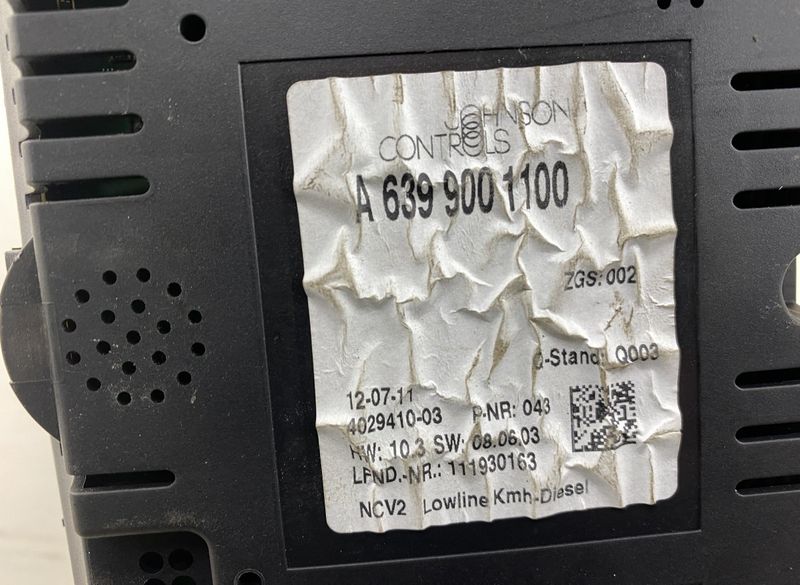 JOHNSON
CONTROLS
A 639 900 1100
ZGS: 002
Q-Stand: Q003
12-07-11
4029410-03 P-NR: 043
HW: 10.3 SW: 08.06.03
LFND.-NR.: 111930163
NCV2 Lowline Kmh-Diesel